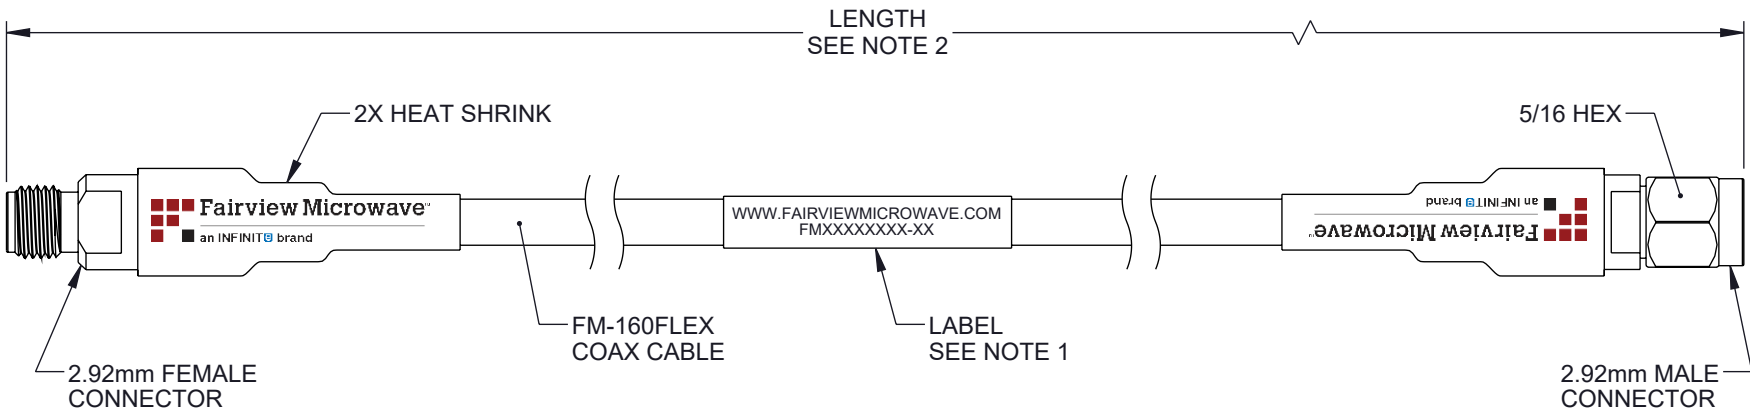 LENGTH
SEE NOTE 2
2X HEAT SHRINK
5/16 HEX
Fairview Microwave
an INFINIT@ brand
WWW.FAIRVIEWMICROWAVE.COM
FMXXXXXXXX-XX
an INFINIT@ brand
Fairview Microwave
FM-160FLEX
COAX CABLE
LABEL
SEE NOTE 1
2.92mm FEMALE
CONNECTOR
2.92mm MALE
CONNECTOR